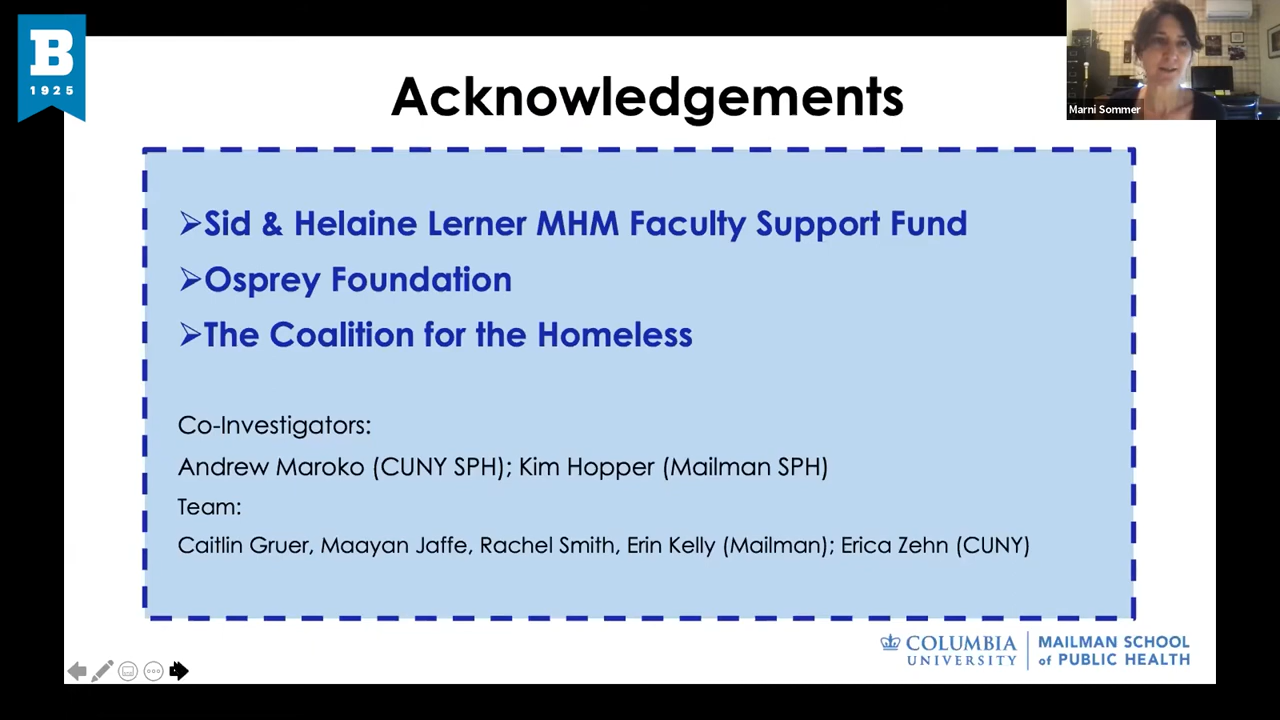 B
1925
Acknowledgements
Marni Sommer
➢Sid & Helaine Lerner MHM Faculty Support Fund
➢Osprey Foundation
➢The Coalition for the Homeless
Co-Investigators:
Andrew Maroko (CUNY SPH); Kim Hopper (Mailman SPH)
Team:
Caitlin Gruer, Maayan Jaffe, Rachel Smith, Erin Kelly (Mailman); Erica Zehn (CUNY)
COLUMBIA UNIVERSITY
MAILMAN SCHOOL
of PUBLIC HEALTH